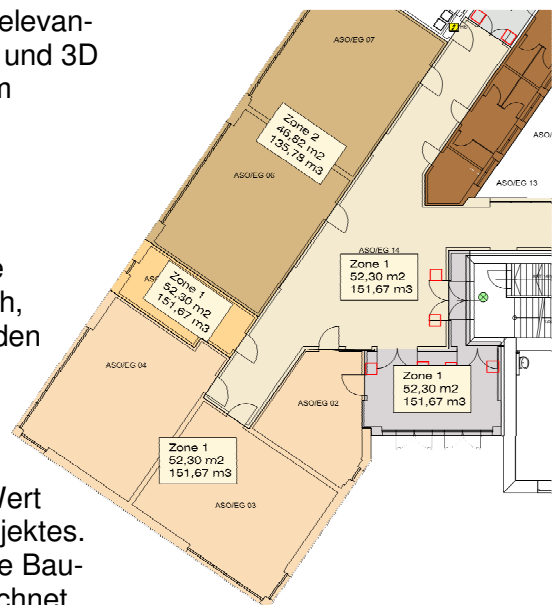 elevan-
und 3D
m
e
h,
den
Wert
jektes.
e Bau-
chnet
ASO/EG 07
Zone 2
46,82 m2
135,78 m3
ASO/EG 06
ASO/
ASO/EG 13
ASO/EG 14
Zone 1
52,30 m2
151,67 m3
Zone 1
52,30 m2
151,67 m3
ASO/EG 04
ASO/EG 02
Zone 1
52,30 m2
151,67 m3
Zone 1
52,30 m2
151,67 m3
ASO/EG 03